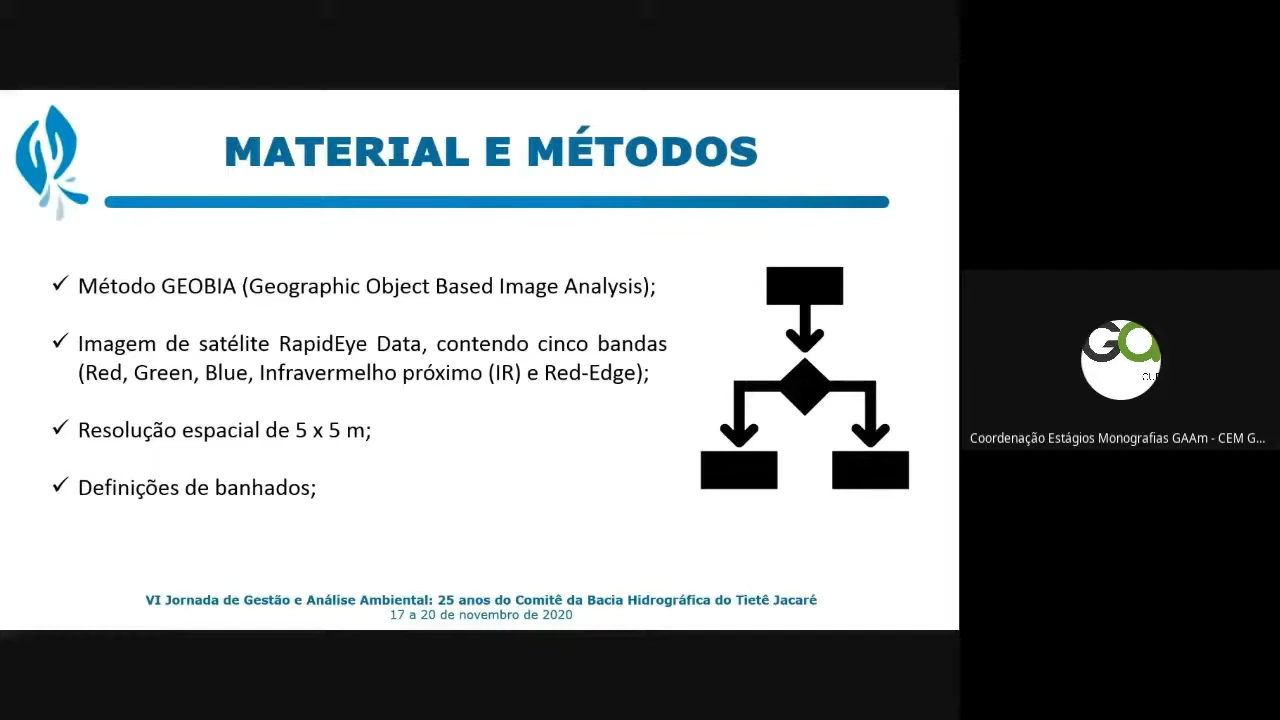 MATERIAL E MÉTODOS
✓ Método GEOBIA (Geographic Object Based Image Analysis);
✓ Imagem de satélite RapidEye Data, contendo cinco bandas
(Red, Green, Blue, Infravermelho próximo (IR) e Red-Edge);
✓ Resolução espacial de 5 x 5 m;
✓ Definições de banhados;
VI Jornada de Gestão e Análise Ambiental: 25 anos do Comitê da Bacia Hidrográfica do Tietê Jacaré
17 a 20 de novembro de 2020
Coordenação Estágios Monografias GAAm - CEM G...